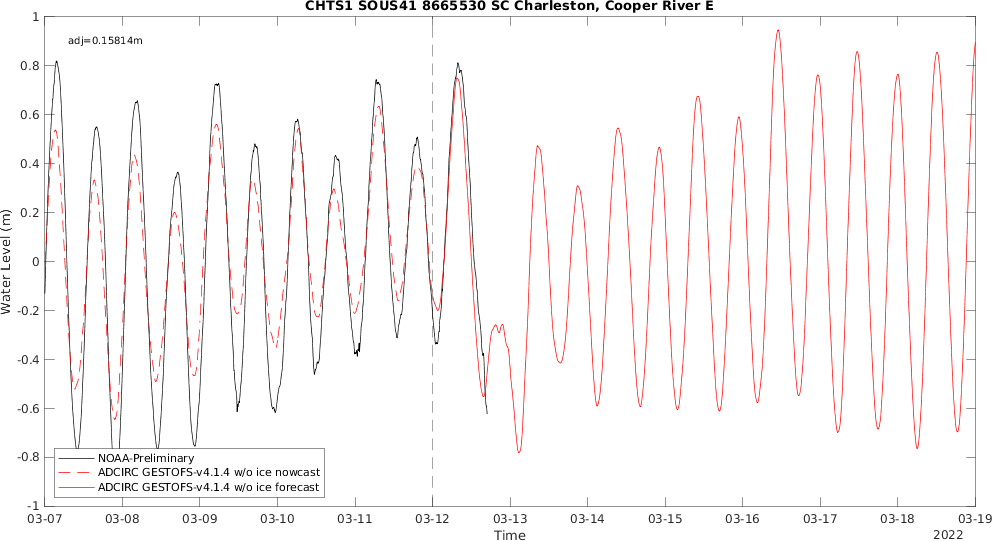 CHTS1 SOUS41 8665530 SC Charleston, Cooper River E
adj=0.15814m
1
0.8
0.6
0.4
0.2
0
-0.2
-0.4
-0.6
-0.8
-1
Water Level (m)
NOAA-Preliminary
ADCIRC GESTOFS-v4.1.4 w/o ice nowcast
ADCIRC GESTOFS-v4.1.4 w/o ice forecast
03-07 03-08 03-09 03-10 03-11 03-12 03-13 03-14 03-15 03-16 03-17 03-18 03-19
Time
2022